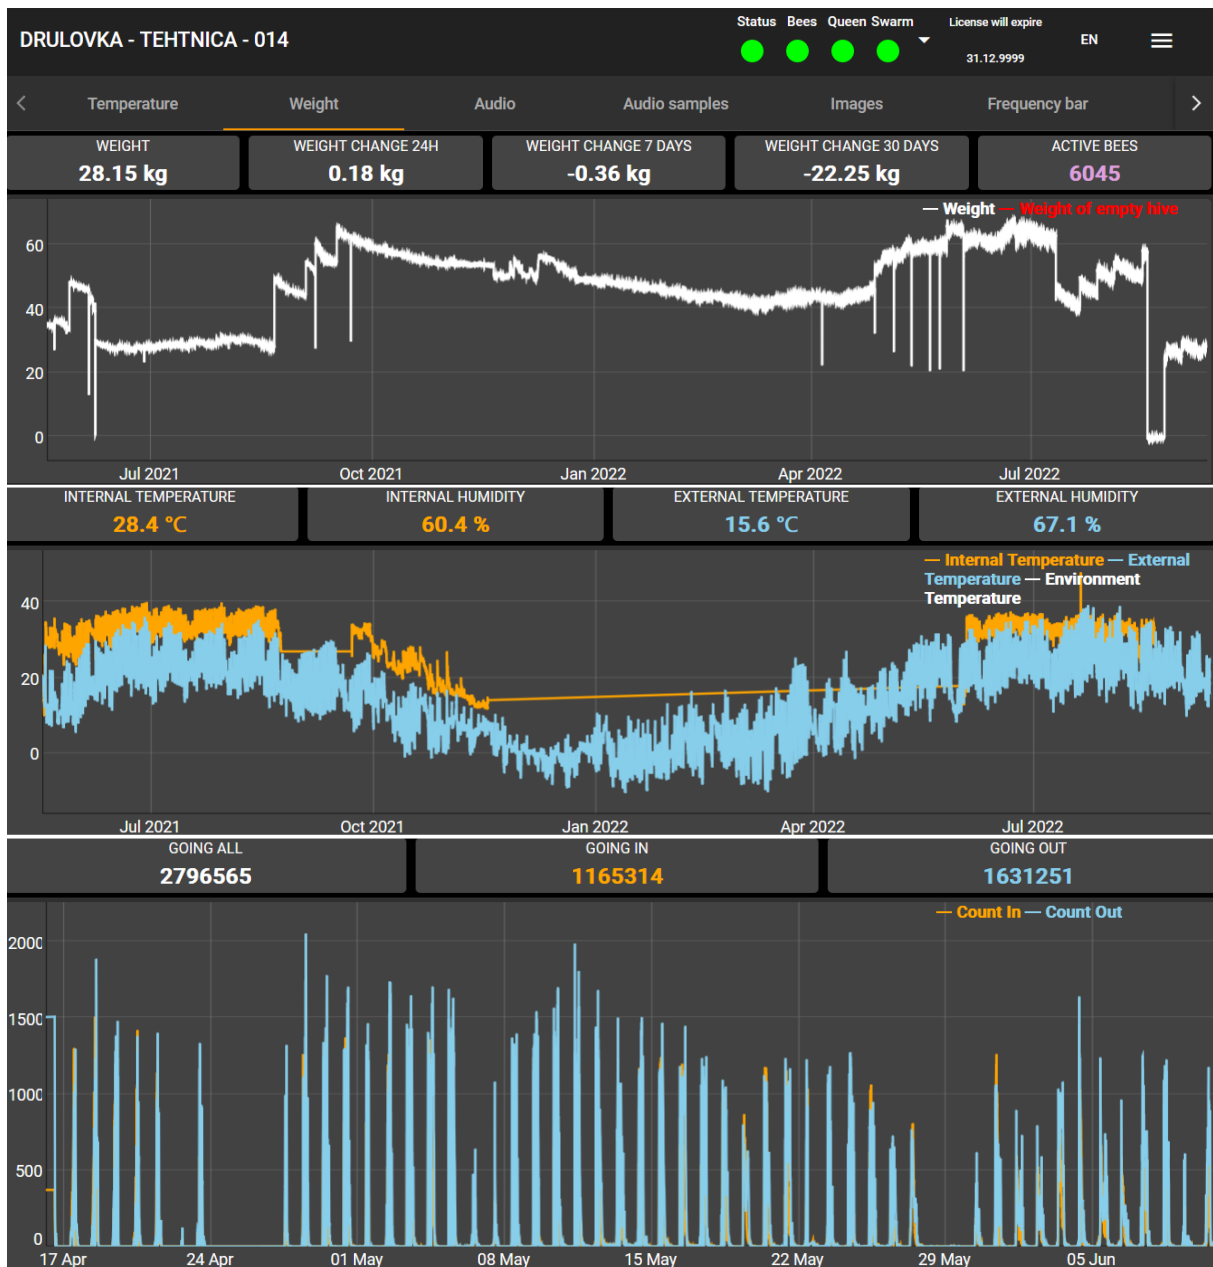 DRULOVKA - TEHTNICA - 014
Status Bees Queen Swarm
License will expire
31.12.9999
EN
Temperature Weight Audio Audio samples Images Frequency bar
WEIGHT
28.15 kg
WEIGHT CHANGE 24H
0.18 kg
WEIGHT CHANGE 7 DAYS
-0.36 kg
WEIGHT CHANGE 30 DAYS
-22.25 kg
ACTIVE BEES
6045
Weight Weight of empty hive
60
40
20
0
Jul 2021 Oct 2021 Jan 2022 Apr 2022 Jul 2022
INTERNAL TEMPERATURE
28.4 °C
INTERNAL HUMIDITY
60.4 %
EXTERNAL TEMPERATURE
15.6 °C
EXTERNAL HUMIDITY
67.1 %
Internal Temperature External
Temperature Environment
Temperature
40
20
0
Jul 2021 Oct 2021 Jan 2022 Apr 2022 Jul 2022
GOING ALL
2796565
GOING IN
1165314
GOING OUT
1631251
Count In Count Out
2000
1500
1000
500
0
17 Apr 24 Apr 01 May 08 May 15 May 22 May 29 May 05 Jun